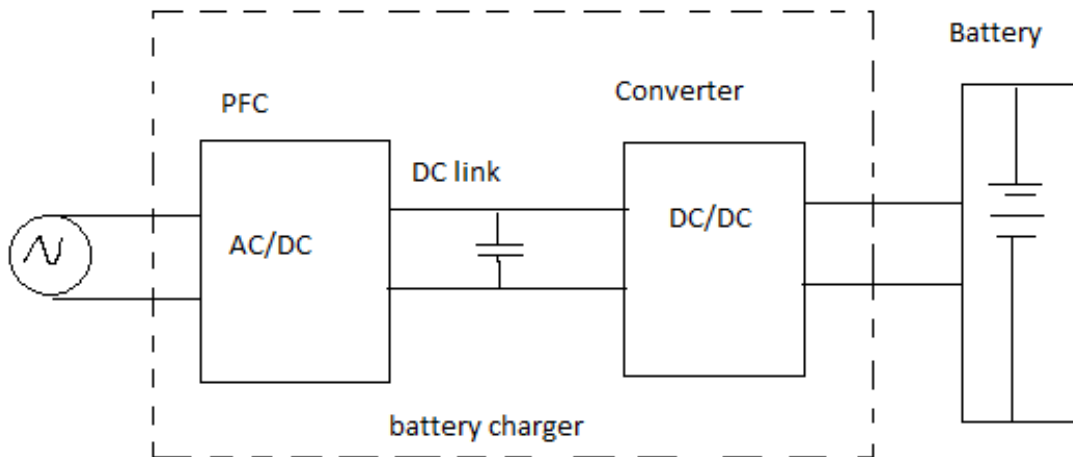 Battery
PFC
Converter
DC link
AC/DC
DC/DC
battery charger